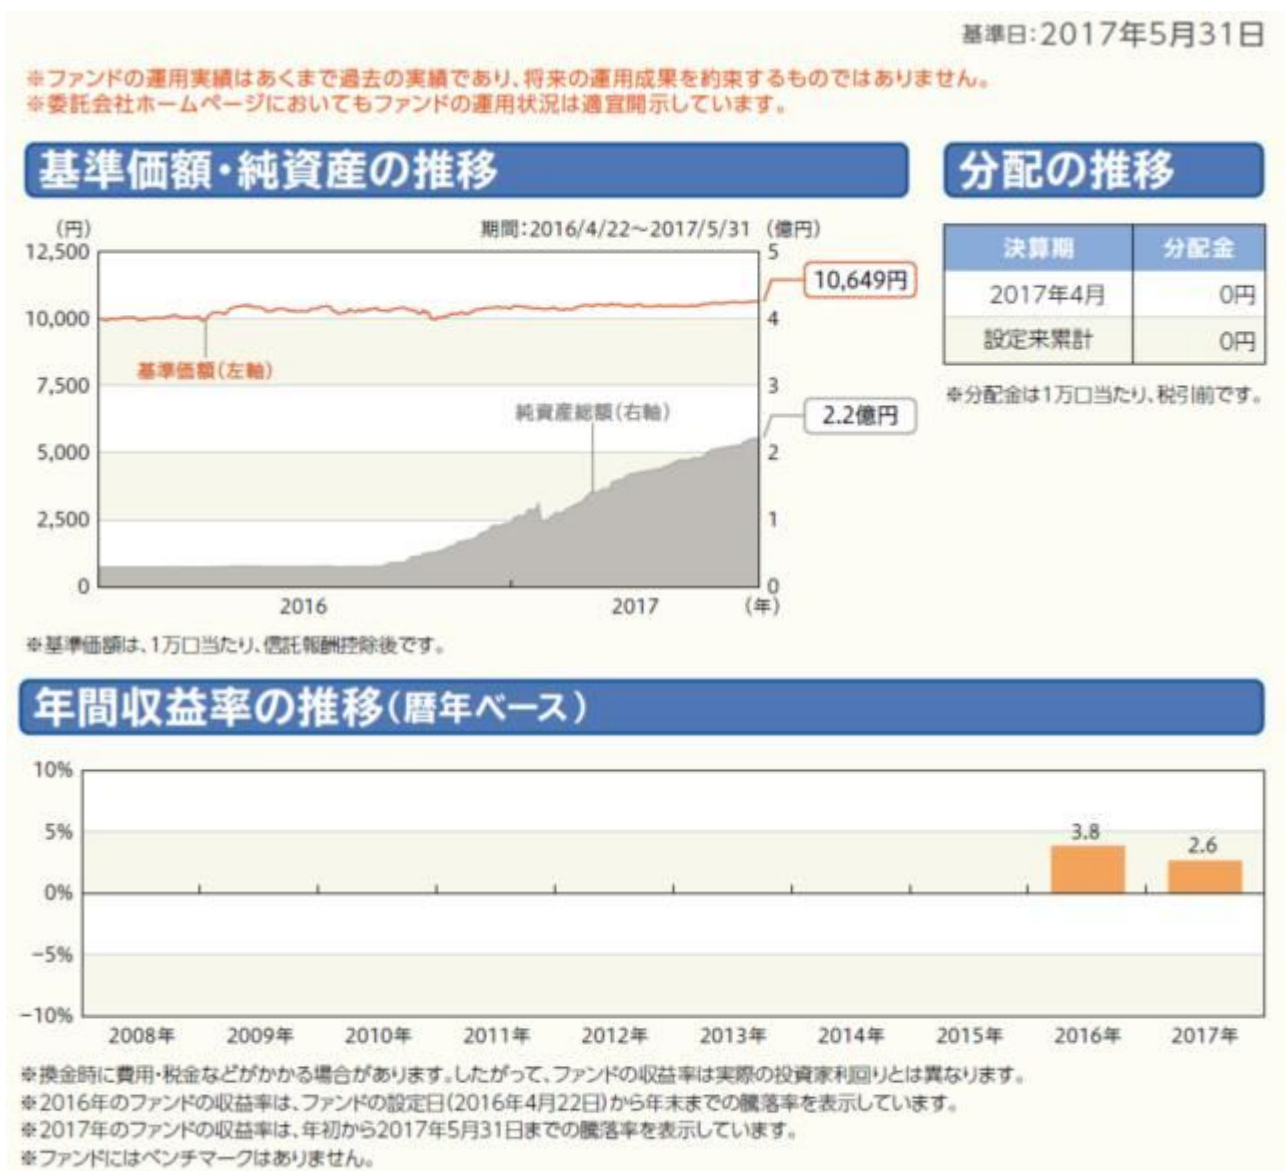 基準日:2017年5月31日
※ファンドの運用実績はあくまで過去の実績であり、将来の運用成果を約束するものではありません。
※委託会社ホームページにおいてもファンドの運用状況は適宜開示しています。
基準価額・純資産の推移
(円)
期間:2016/4/22~2017/5/31
(億円)
12,500
10,000
7,500
5,000
2,500
0
5
4
3
2
1
0
10,649円
基準価額(左軸)
純資産総額(右軸)
2.2億円
2016
2017
(年)
※基準価額は、1万口当たり、信託報酬控除後です。
分配の推移
決算期 分配金
2017年4月 0円
設定来累計 0円
※分配金は1万口当たり、税引前です。
年間収益率の推移(暦年ベース)
10%
5%
0%
−5%
−10%
3.8
2.6
2008年 2009年 2010年 2011年 2012年 2013年 2014年 2015年 2016年 2017年
※換金時に費用・税金などがかかる場合があります。したがって、ファンドの収益率は実際の投資家利回りとは異なります。
※2016年のファンドの収益率は、ファンドの設定日(2016年4月22日)から年末までの騰落率を表示しています。
※2017年のファンドの収益率は、年初から2017年5月31日までの騰落率を表示しています。
※ファンドにはベンチマークはありません。